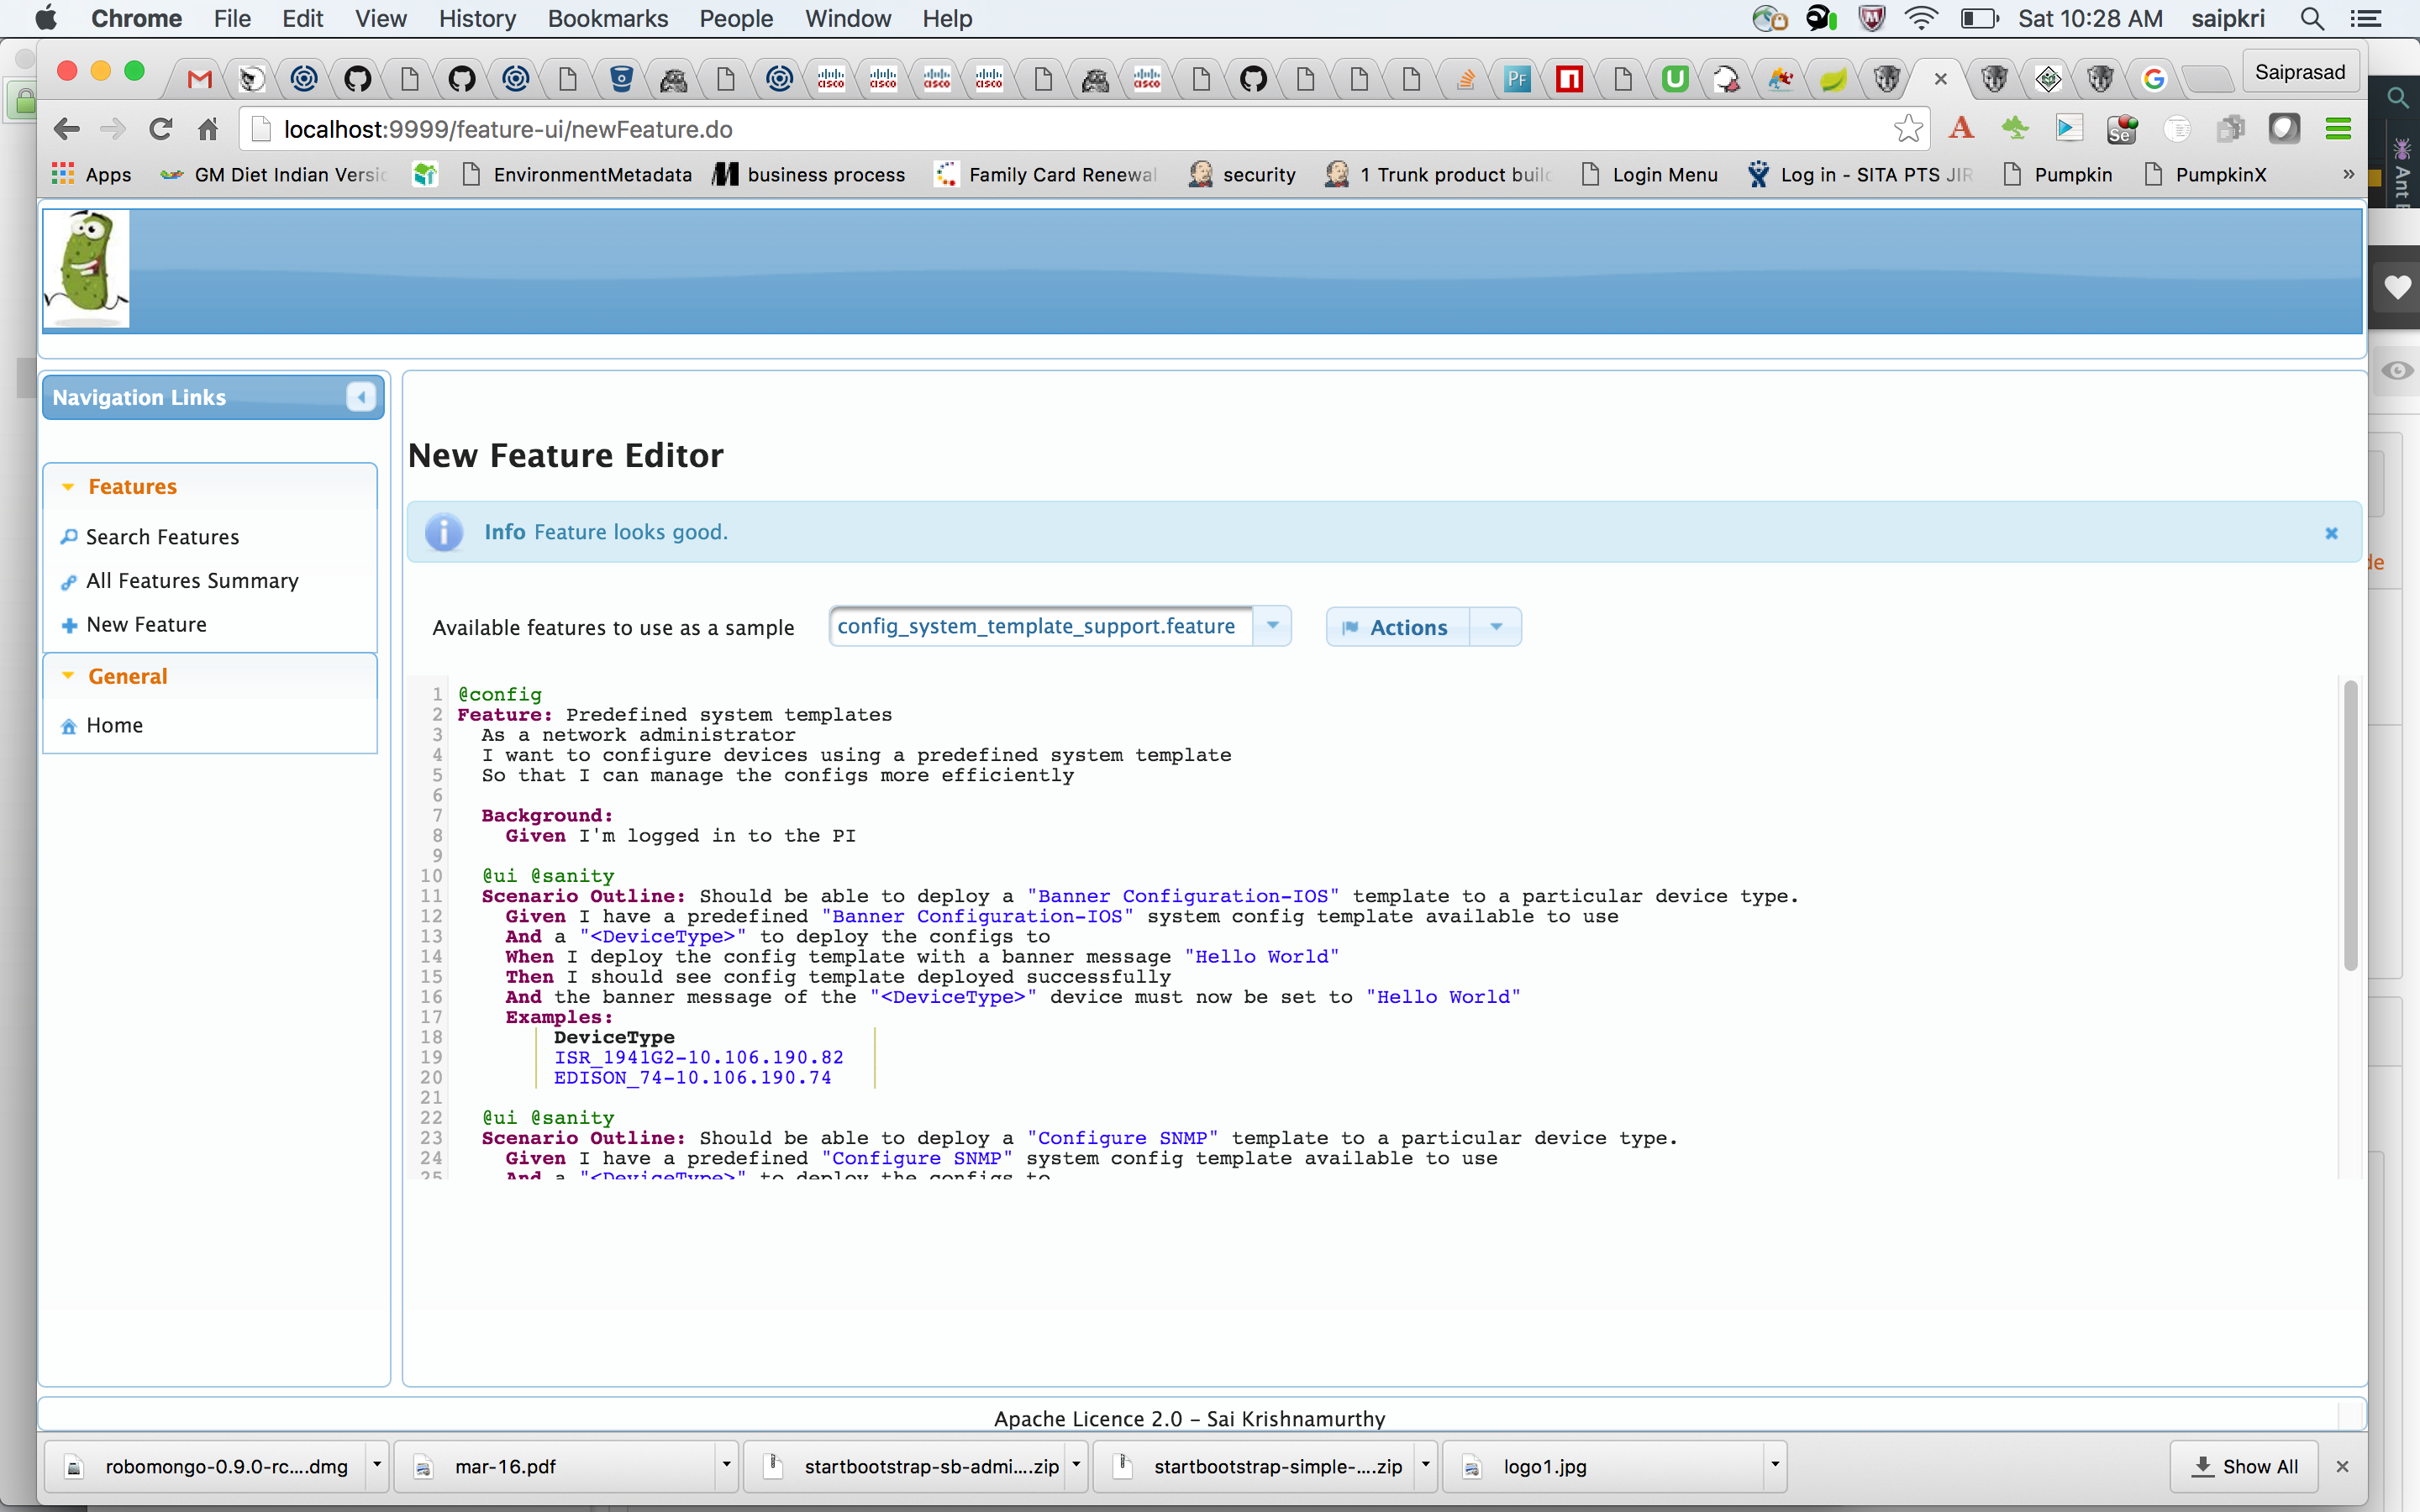 Chrome File Edit View History Bookmarks People Window Help Sat 10:28 AM saipkri
Saiprasad
localhost:9999/feature-ui/newFeature.do
Apps GM Diet Indian Versi EnvironmentMetadata business process Family Card Renewal security 1 Trunk product buil Login Menu Log in - SITA PTS JIR Pumpkin PumpkinX »
Ant
Navigation Links
Features
Search Features
All Features Summary
New Feature
General
Home
New Feature Editor
Info Feature looks good.
de
Available features to use as a sample config_system_template_support.feature Actions
1 @config
2 Feature: Predefined system templates
3 As a network administrator
4 I want to configure devices using a predefined system template
5 So that I can manage the configs more efficiently
6
7 Background:
8 Given I'm logged in to the PI
9
10 @ui @sanity
11 Scenario Outline: Should be able to deploy a "Banner Configuration-IOS" template to a particular device type.
12 Given I have a predefined "Banner Configuration-IOS" system config template available to use
13 And a "<DeviceType>" to deploy the configs to
14 When I deploy the config template with a banner message "Hello World"
15 Then I should see config template deployed successfully
16 And the banner message of the "<DeviceType>" device must now be set to "Hello World"
17 Examples:
18 DeviceType
19 ISR_1941G2-10.106.190.82
20 EDISON_74-10.106.190.74
21
22 @ui @sanity
23 Scenario Outline: Should be able to deploy a "Configure SNMP" template to a particular device type.
24 Given I have a predefined "Configure SNMP" system config template available to use
25 And a "<DeviceType>" to deploy the configs to
Apache Licence 2.0 – Sai Krishnamurthy
robomongo-0.9.0-rc....dmg mar-16.pdf startbootstrap-sb-admi....zip startbootstrap-simple-....zip logo1.jpg Show All